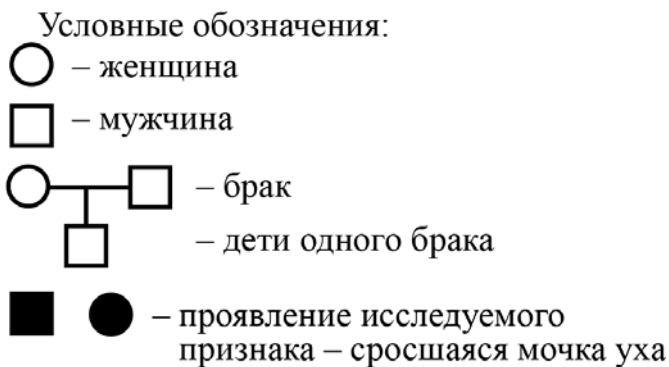 Условные обозначения:
– женщина
– мужчина
– брак
– дети одного брака
– проявление исследуемого
признака – сросшаяся мочка уха